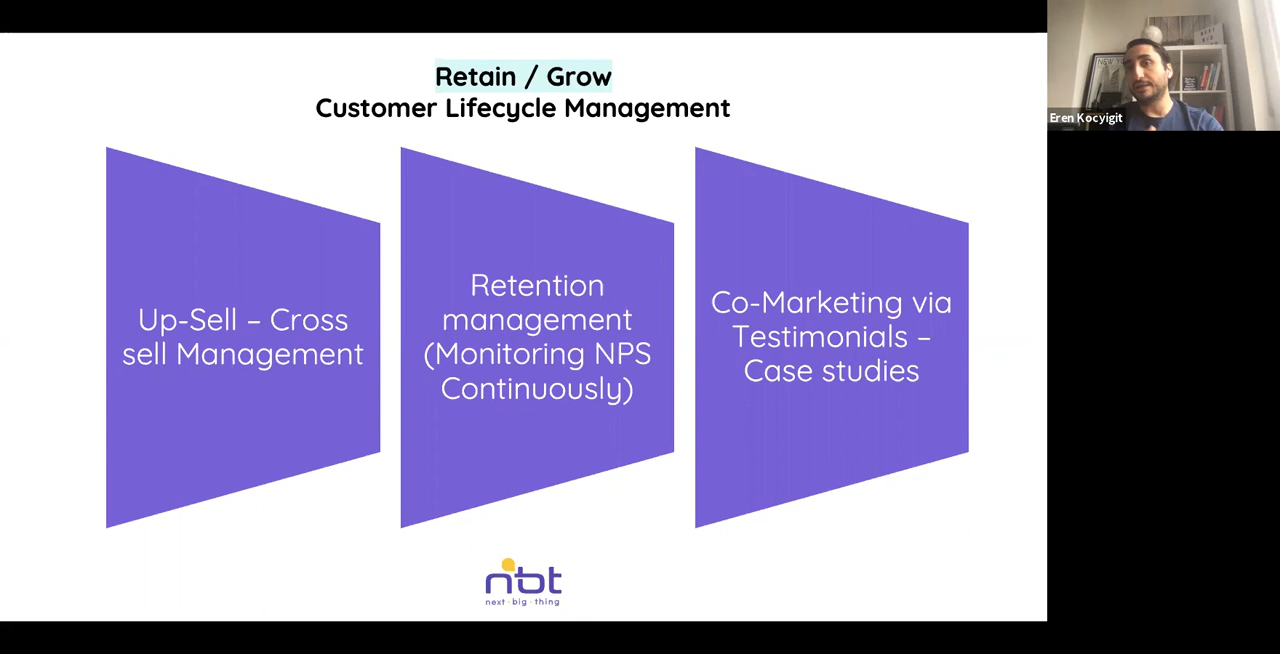 Retain / Grow
Customer Lifecycle Management
Up-Sell – Cross
sell Management
Retention
management
(Monitoring NPS
Continuously)
Co-Marketing via
Testimonials –
Case studies
nbt
next · big · thing
Eren Kocyigit